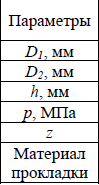 Параметры
D1, мм
D2, мм
h, мм
p, МПа
z
Материал
прокладки